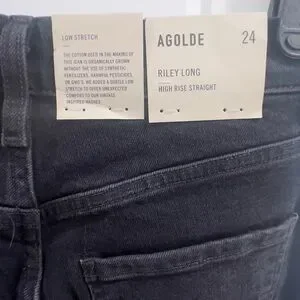 LOW STRETCH
THE COTTON USED IN THE MAKING OF
THIS JEAN IS ORGANICALLY GROWN
WITHOUT THE USE OF SYNTHETIC
FERTILIZERS, HARMFUL PESTICIDES,
OR GMO'S. WE ADDED A SUBTLE LOW
STRETCH TO OFFER UNEXPECTED
COMFORT TO OUR VINTAGE
INSPIRED WASHES.
AGOLDE 24
RILEY LONG
HIGH RISE STRAIGHT